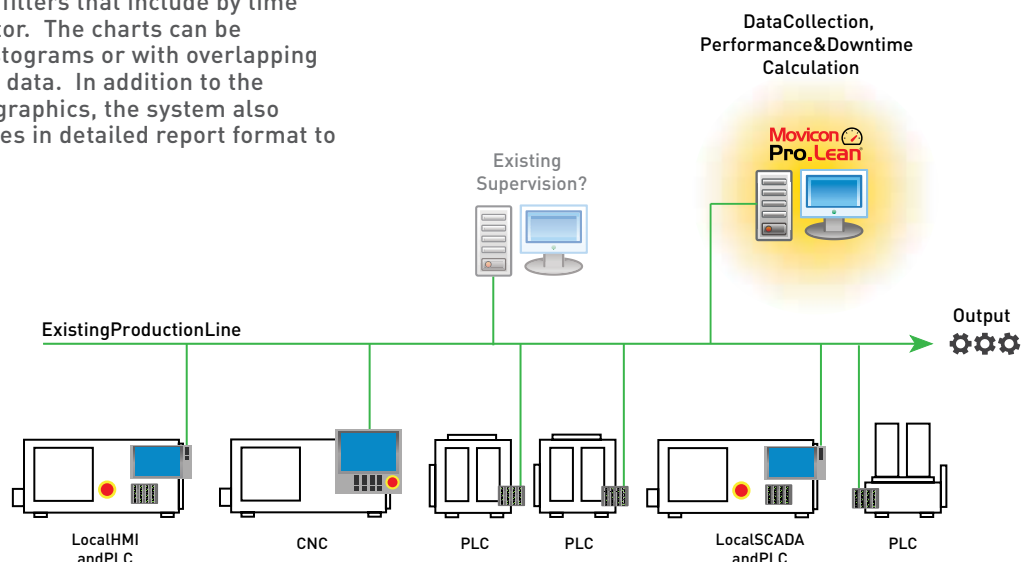 filters that include by time
tor. The charts can be
tograms or with overlapping
data. In addition to the
graphics, the system also
es in detailed report format to
DataCollection,
Performance&Downtime
Calculation
Movicon
Pro.Lean
Existing
Supervision?
ExistingProductionLine
Output
LocalHMI
andPLC
CNC
PLC
PLC
LocalSCADA
andPLC
PLC